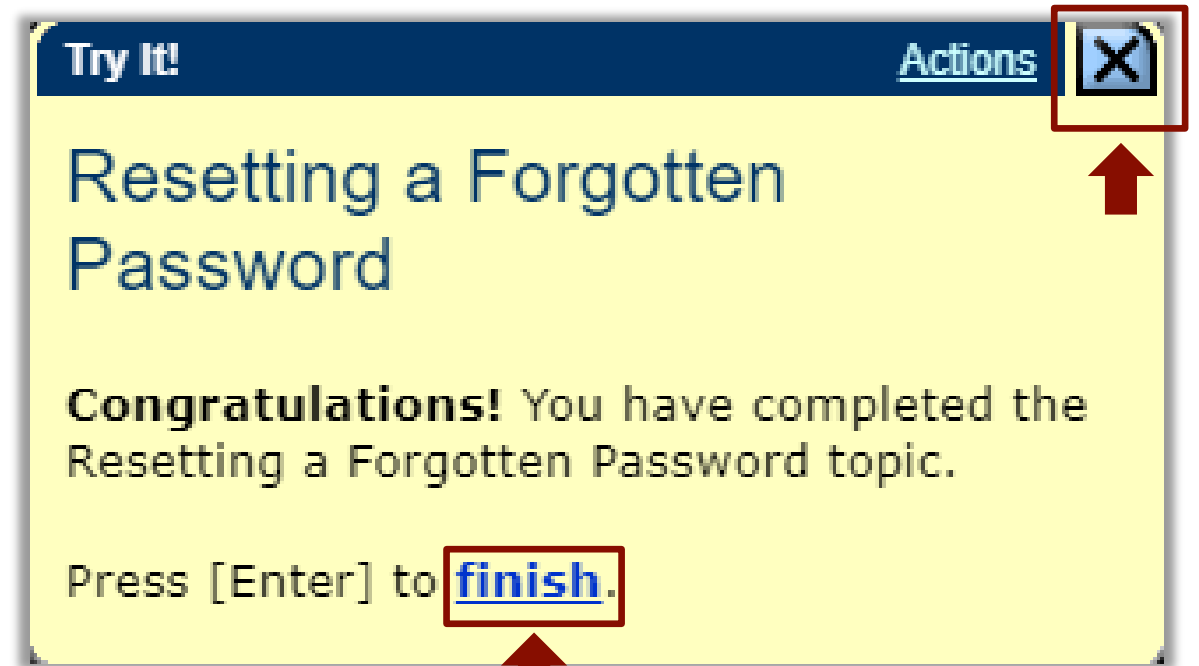 Try It! Actions X
Resetting a Forgotten
Password
Congratulations! You have completed the
Resetting a Forgotten Password topic.
Press [Enter] to finish.